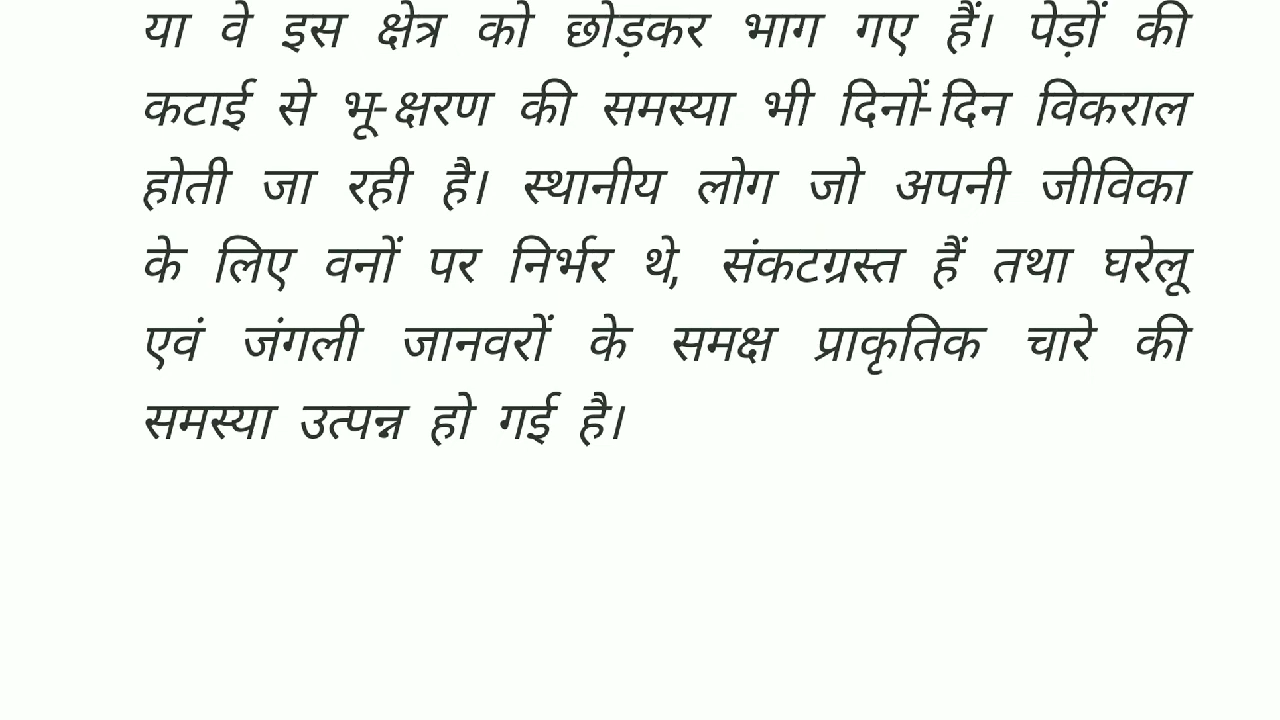 या वे इस क्षेत्र को छोड़कर भाग गए हैं। पेड़ों की
कटाई से भू-क्षरण की समस्या भी दिनों-दिन विकराल
होती जा रही है। स्थानीय लोग जो अपनी जीविका
के लिए वनों पर निर्भर थे, संकटग्रस्त हैं तथा घरेलू
एवं जंगली जानवरों के समक्ष प्राकृतिक चारे की
समस्या उत्पन्न हो गई है।